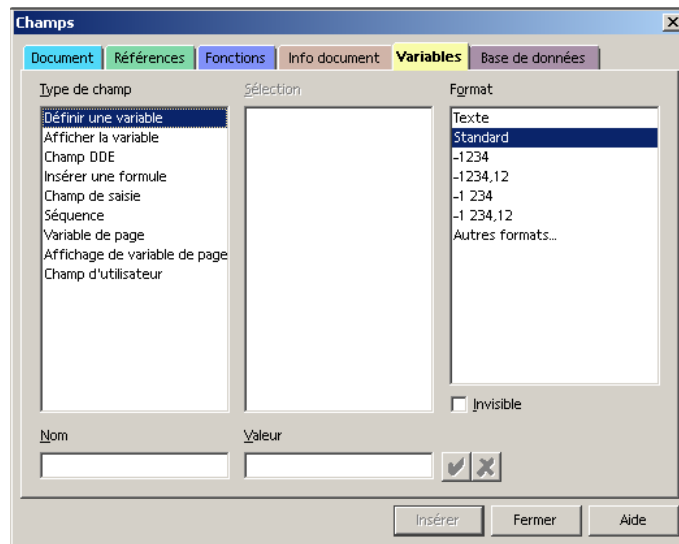 Champs
Document Références Fonctions Info document Variables Base de données
Type de champ
Définir une variable
Afficher la variable
Champ DDE
Insérer une formule
Champ de saisie
Séquence
Variable de page
Affichage de variable de page
Champ d'utilisateur
Sélection
Format
Texte
Standard
-1234
-1234,12
-1 234
-1 234,12
Autres formats...
Invisible
Nom
Valeur
Insérer Fermer Aide